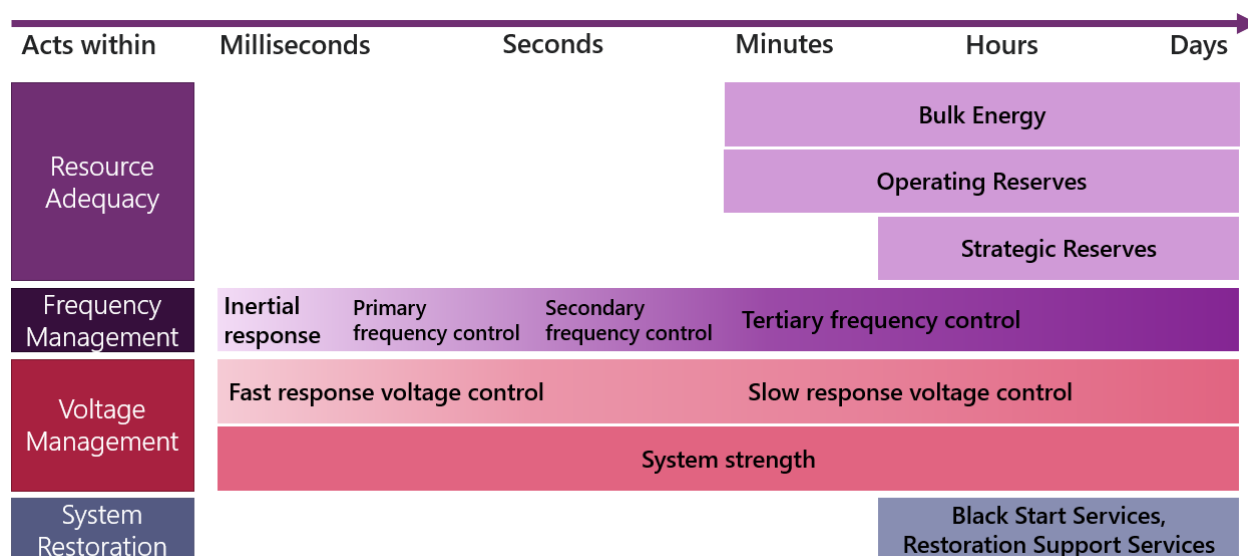 Acts within Milliseconds Seconds Minutes Hours Days
Resource
Adequacy
Bulk Energy
Operating Reserves
Strategic Reserves
Frequency
Management
Inertial
response
Primary
frequency control
Secondary
frequency control
Tertiary frequency control
Voltage
Management
Fast response voltage control
Slow response voltage control
System strength
System
Restoration
Black Start Services,
Restoration Support Services